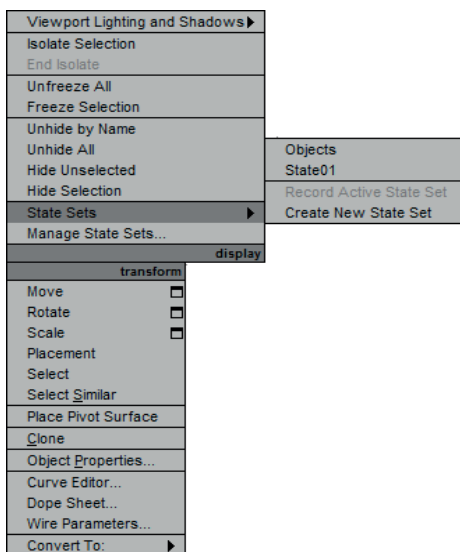 Viewport Lighting and Shadows
Isolate Selection
End Isolate
Unfreeze All
Freeze Selection
Unhide by Name
Unhide All
Hide Unselected
Hide Selection
State Sets
Manage State Sets...
display
Objects
State01
Record Active State Set
Create New State Set
transform
Move
Rotate
Scale
Placement
Select
Select Similar
Place Pivot Surface
Clone
Object Properties...
Curve Editor...
Dope Sheet...
Wire Parameters...
Convert To: